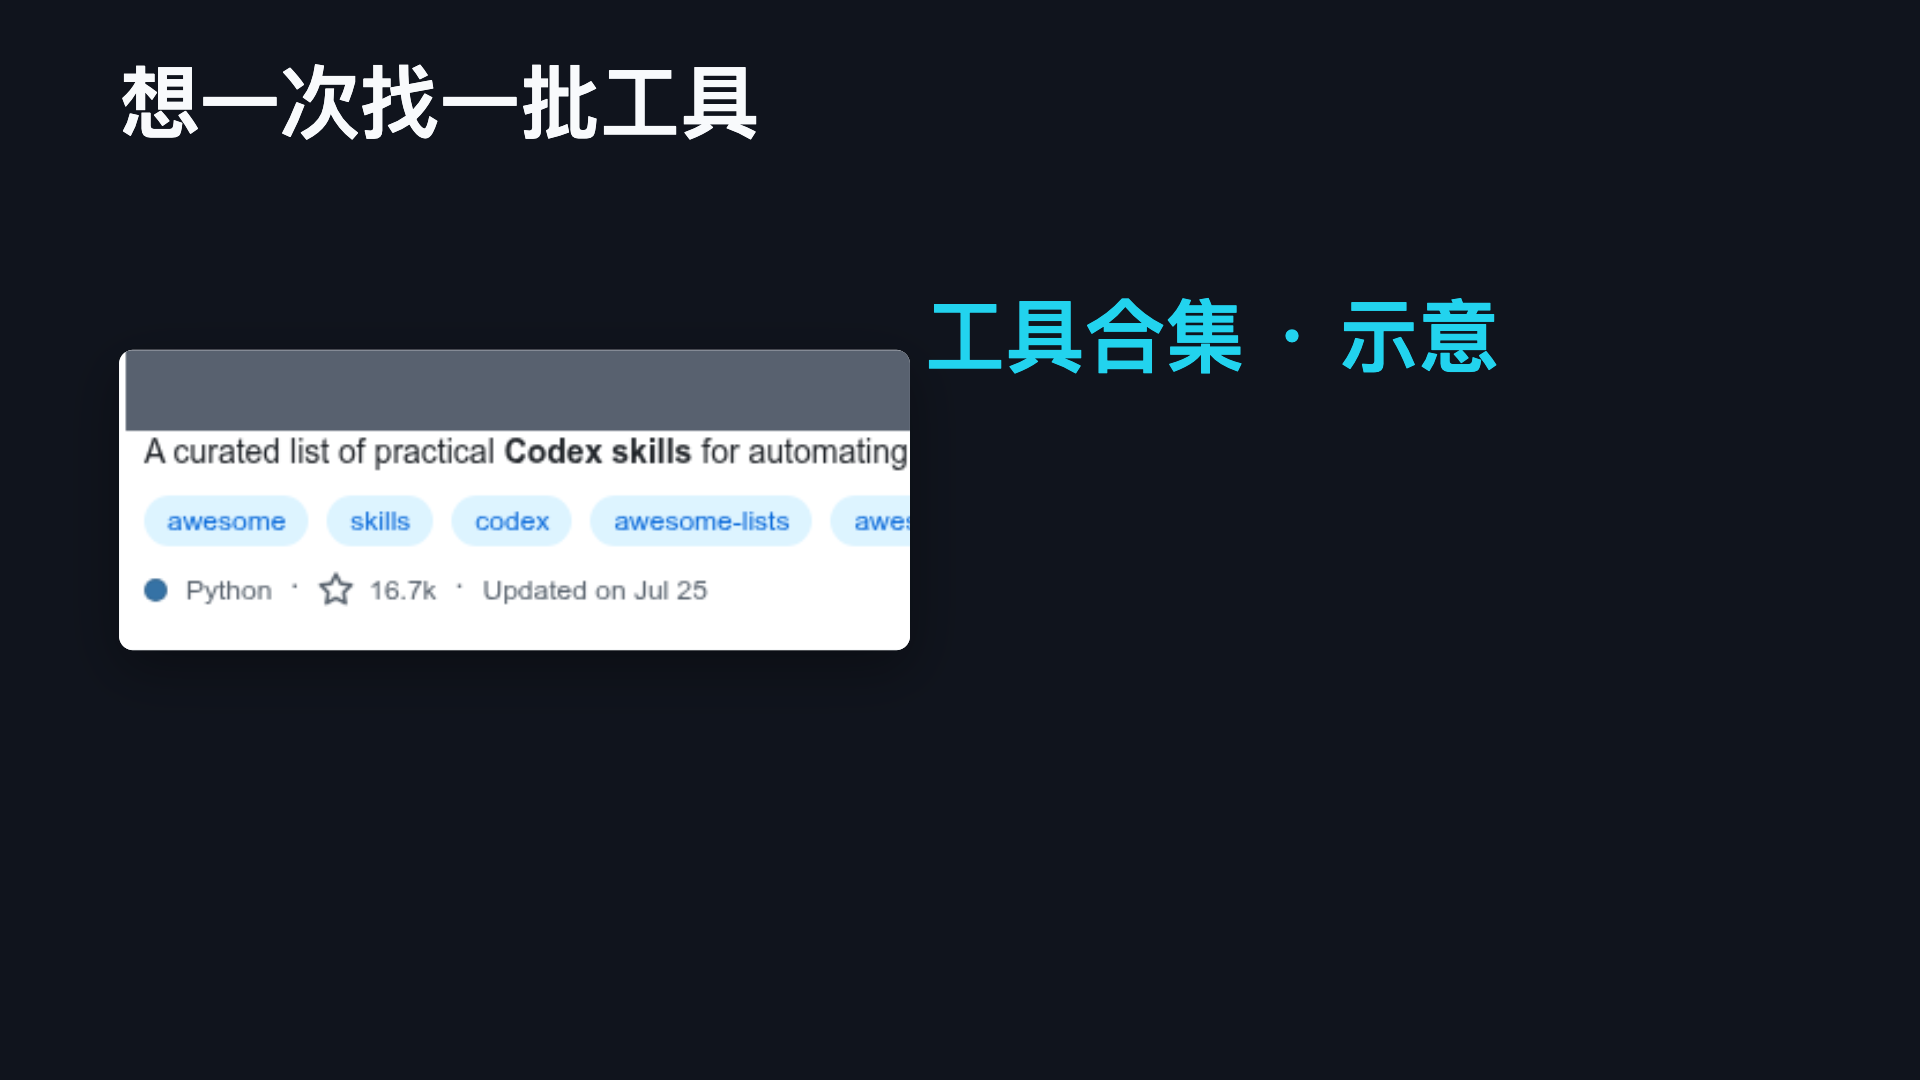 想一次找一批工具
工具合集 · 示意
A curated list of practical Codex skills for automating
awesome skills codex awesome-lists awes
Python · 16.7k · Updated on Jul 25